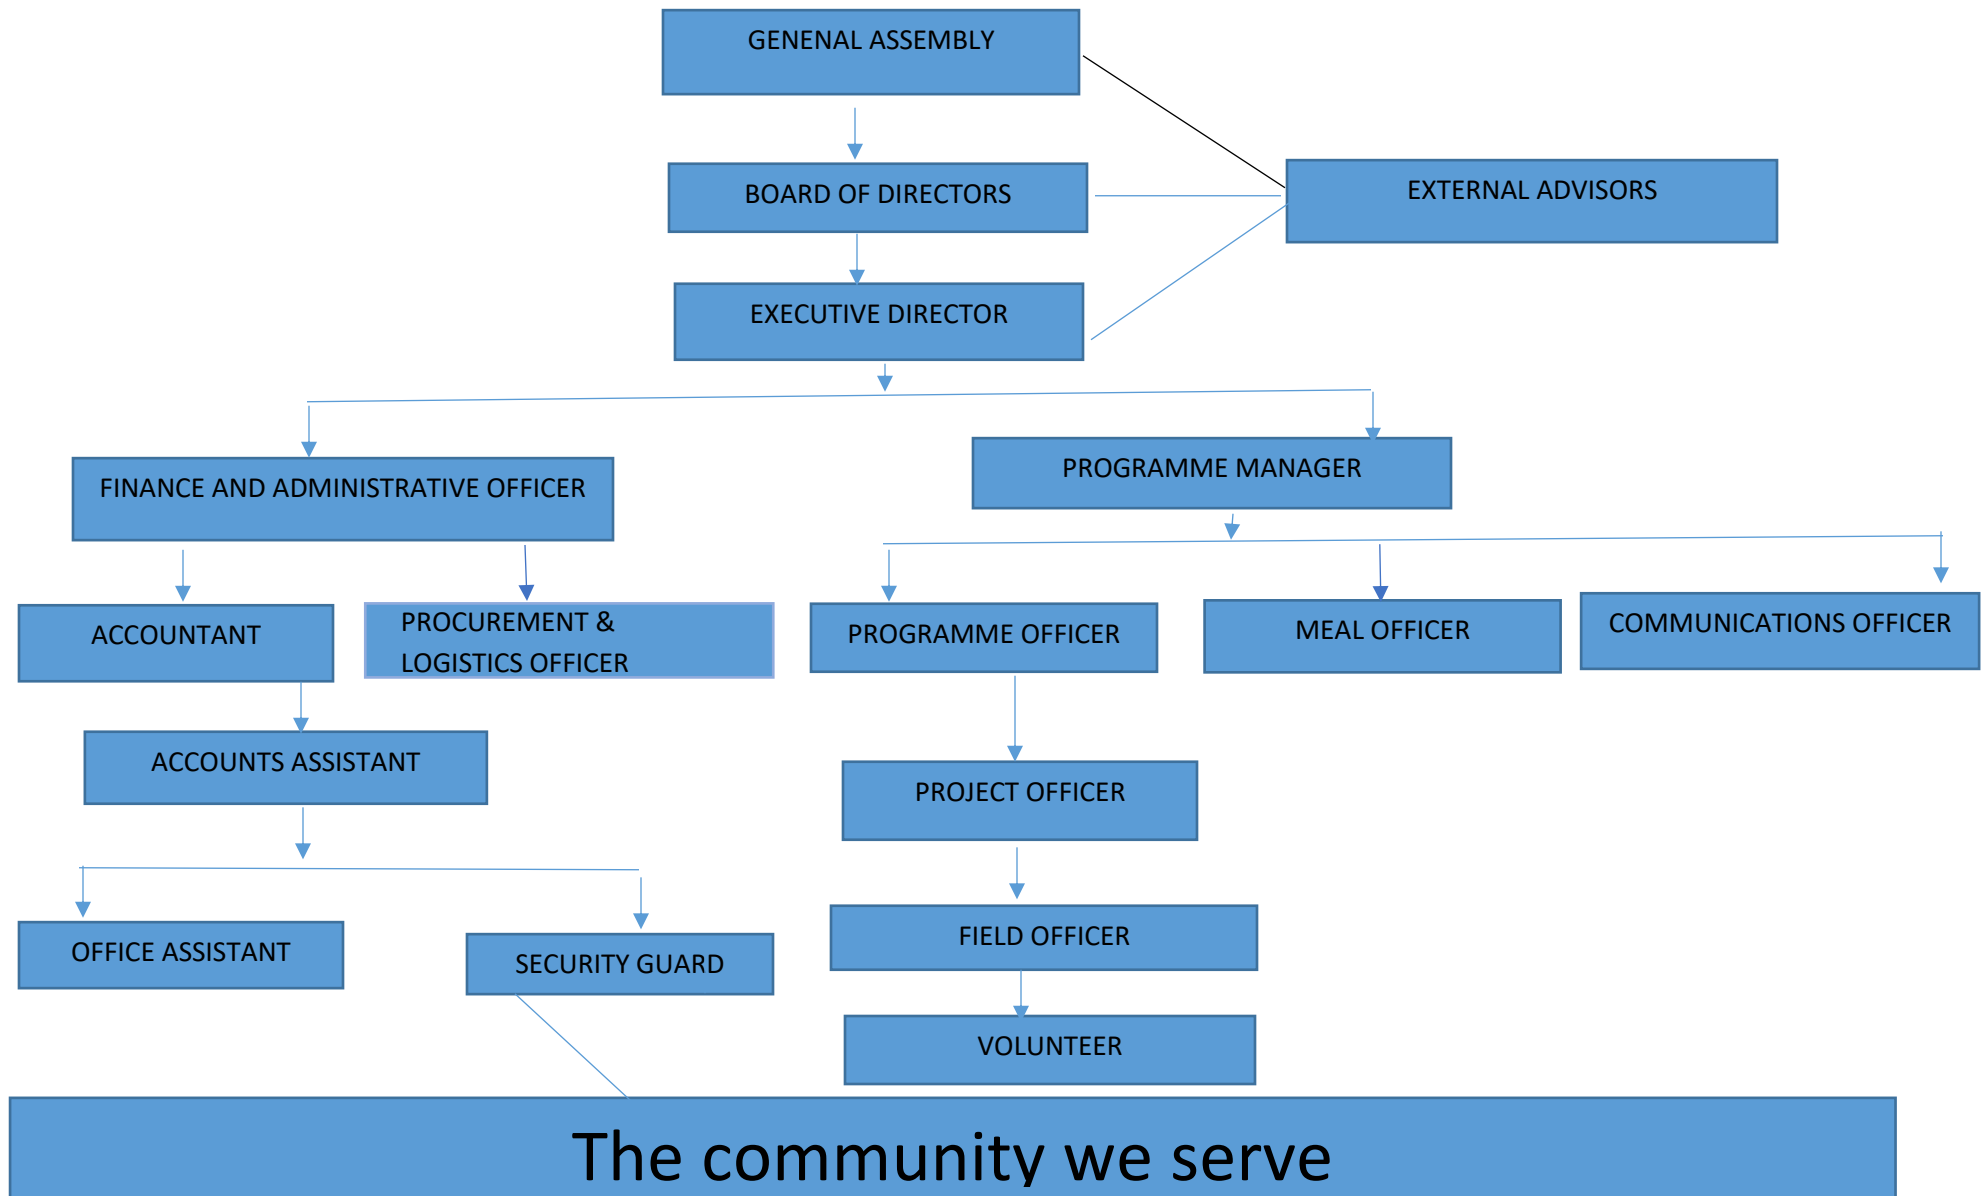 GENENAL ASSEMBLY
BOARD OF DIRECTORS
EXTERNAL ADVISORS
EXECUTIVE DIRECTOR
FINANCE AND ADMINISTRATIVE OFFICER
PROGRAMME MANAGER
ACCOUNTANT
PROCUREMENT &
LOGISTICS OFFICER
PROGRAMME OFFICER
MEAL OFFICER
COMMUNICATIONS OFFICER
ACCOUNTS ASSISTANT
PROJECT OFFICER
OFFICE ASSISTANT
SECURITY GUARD
FIELD OFFICER
VOLUNTEER
The community we serve